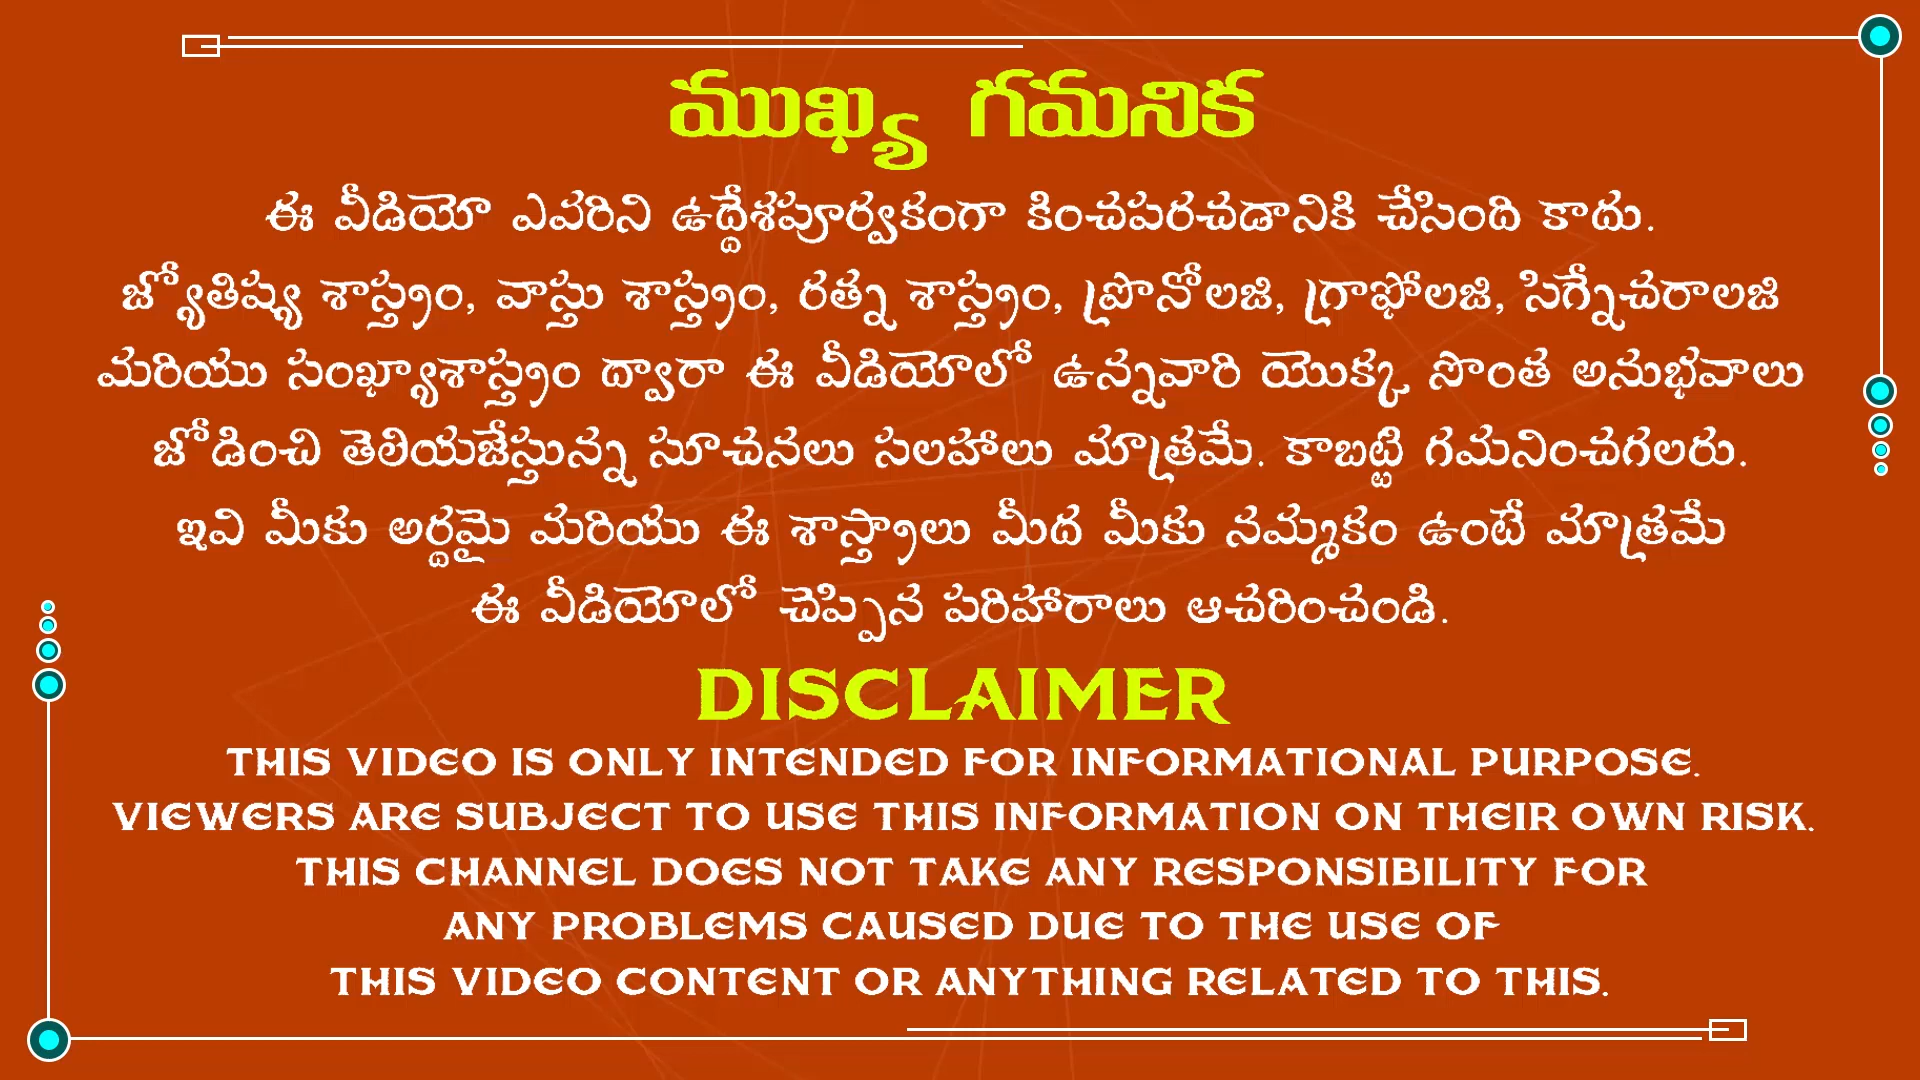 ముఖ్య గమనిక
ఈ వీడియో ఎవరిని ఉద్దేశపూర్వకంగా కించపరచడానికి చేసింది కాదు.
జ్యోతిష్య శాస్త్రం, వాస్తు శాస్త్రం, రత్న శాస్త్రం, ప్రొనోలజి, గ్రాఫోలజి, సిగ్నేచరాలజి
మరియు సంఖ్యాశాస్త్రం ద్వారా ఈ వీడియోలో ఉన్నవారి యొక్క సొంత అనుభవాలు
జోడించి తెలియజేస్తున్న సూచనలు సలహాలు మాత్రమే. కాబట్టి గమనించగలరు.
ఇవి మీకు అర్దమై మరియు ఈ శాస్త్రాలు మీద మీకు నమ్మకం ఉంటే మాత్రమే
ఈ వీడియోలో చెప్పిన పరిహారాలు ఆచరించండి.
DISCLAIMER
THIS VIDEO IS ONLY INTENDED FOR INFORMATIONAL PURPOSE.
VIEWERS ARE SUBJECT TO USE THIS INFORMATION ON THEIR OWN RISK.
THIS CHANNEL DOES NOT TAKE ANY RESPONSIBILITY FOR
ANY PROBLEMS CAUSED DUE TO THE USE OF
THIS VIDEO CONTENT OR ANYTHING RELATED TO THIS.